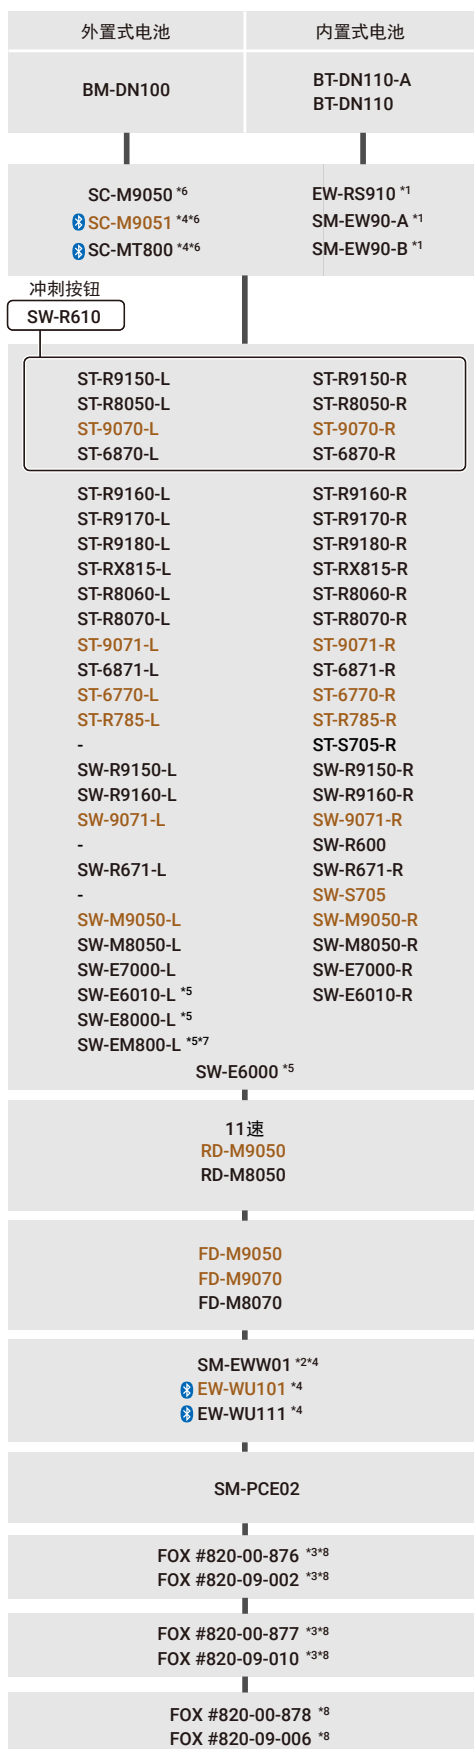 外置式电池 内置式电池
BM-DN100
BT-DN110-A
BT-DN110
SC-M9050 *6 EW-RS910 *1
SC-M9051 *4*6 SM-EW90-A *1
SC-MT800 *4*6 SM-EW90-B *1
冲刺按钮
SW-R610
ST-R9150-L ST-R9150-R
ST-R8050-L ST-R8050-R
ST-9070-L ST-9070-R
ST-6870-L ST-6870-R
ST-R9160-L ST-R9160-R
ST-R9170-L ST-R9170-R
ST-R9180-L ST-R9180-R
ST-RX815-L ST-RX815-R
ST-R8060-L ST-R8060-R
ST-R8070-L ST-R8070-R
ST-9071-L ST-9071-R
ST-6871-L ST-6871-R
ST-6770-L ST-6770-R
ST-R785-L ST-R785-R
- ST-S705-R
SW-R9150-L SW-R9150-R
SW-R9160-L SW-R9160-R
SW-9071-L SW-9071-R
- SW-R600
SW-R671-L SW-R671-R
- SW-S705
SW-M9050-L SW-M9050-R
SW-M8050-L SW-M8050-R
SW-E7000-L SW-E7000-R
SW-E6010-L *5 SW-E6010-R
SW-E8000-L *5
SW-EM800-L *5*7
SW-E6000 *5
11速
RD-M9050
RD-M8050
FD-M9050
FD-M9070
FD-M8070
SM-EWW01 *2*4
EW-WU101 *4
EW-WU111 *4
SM-PCE02
FOX #820-00-876 *3*8
FOX #820-09-002 *3*8
FOX #820-00-877 *3*8
FOX #820-09-010 *3*8
FOX #820-00-878 *8
FOX #820-09-006 *8